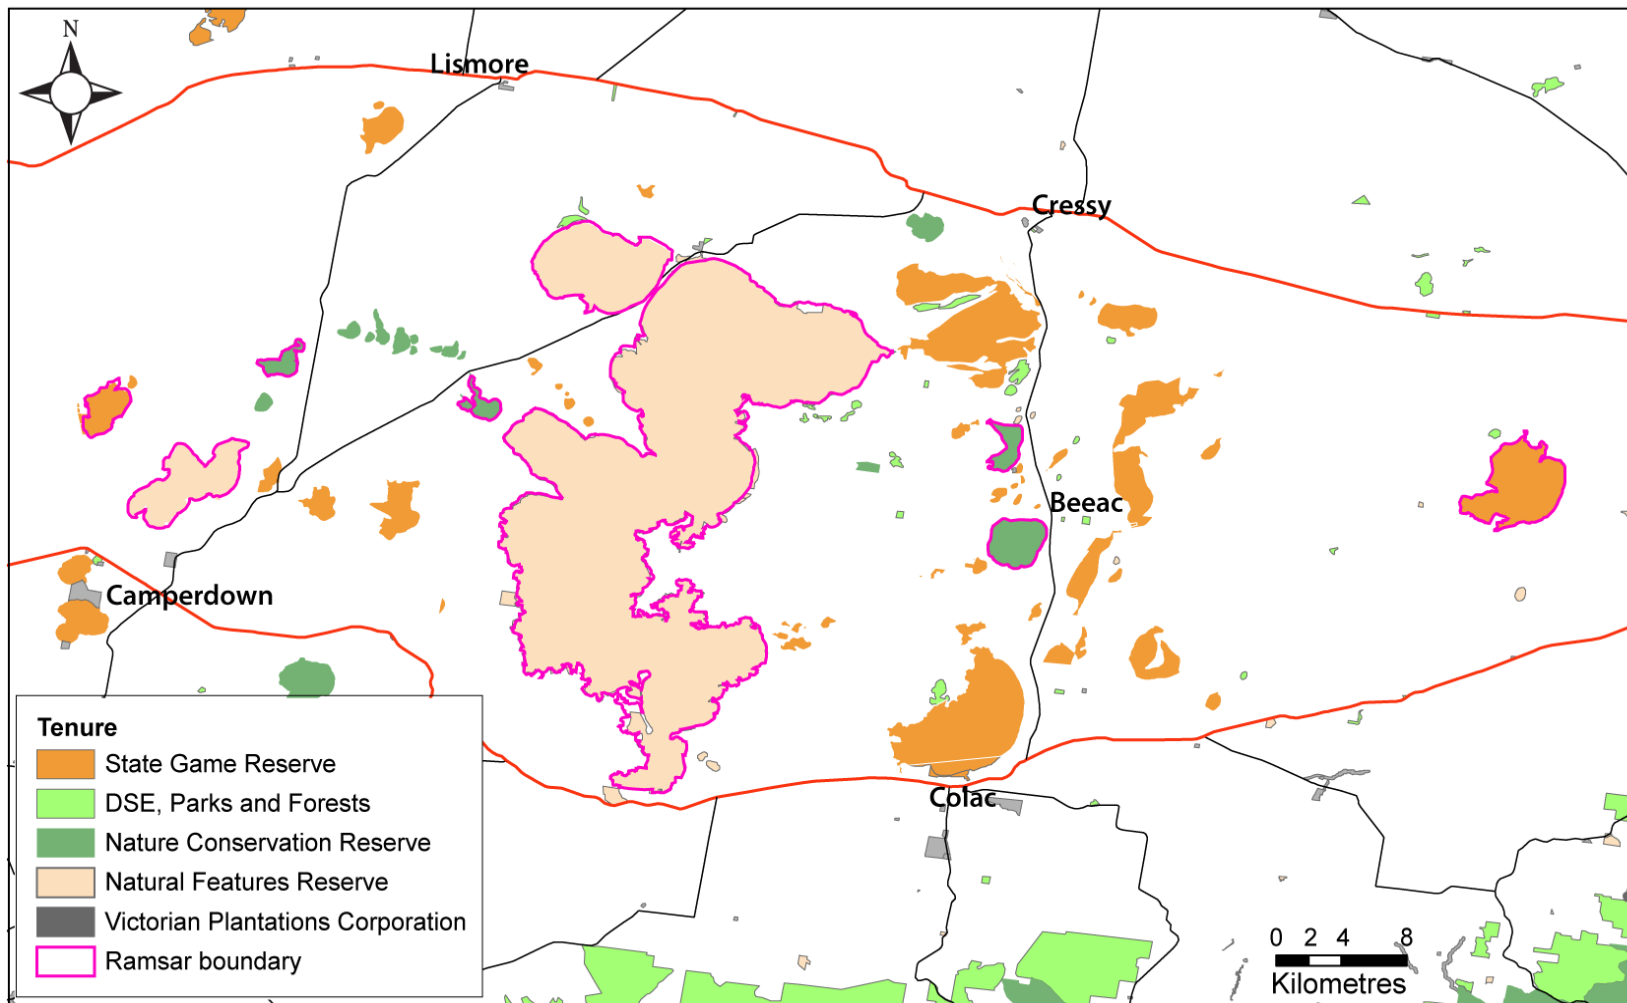 N
Lismore
Cressy
Beeac
Camperdown
Colac
Tenure
State Game Reserve
DSE, Parks and Forests
Nature Conservation Reserve
Natural Features Reserve
Victorian Plantations Corporation
Ramsar boundary
0 2 4 8
Kilometres